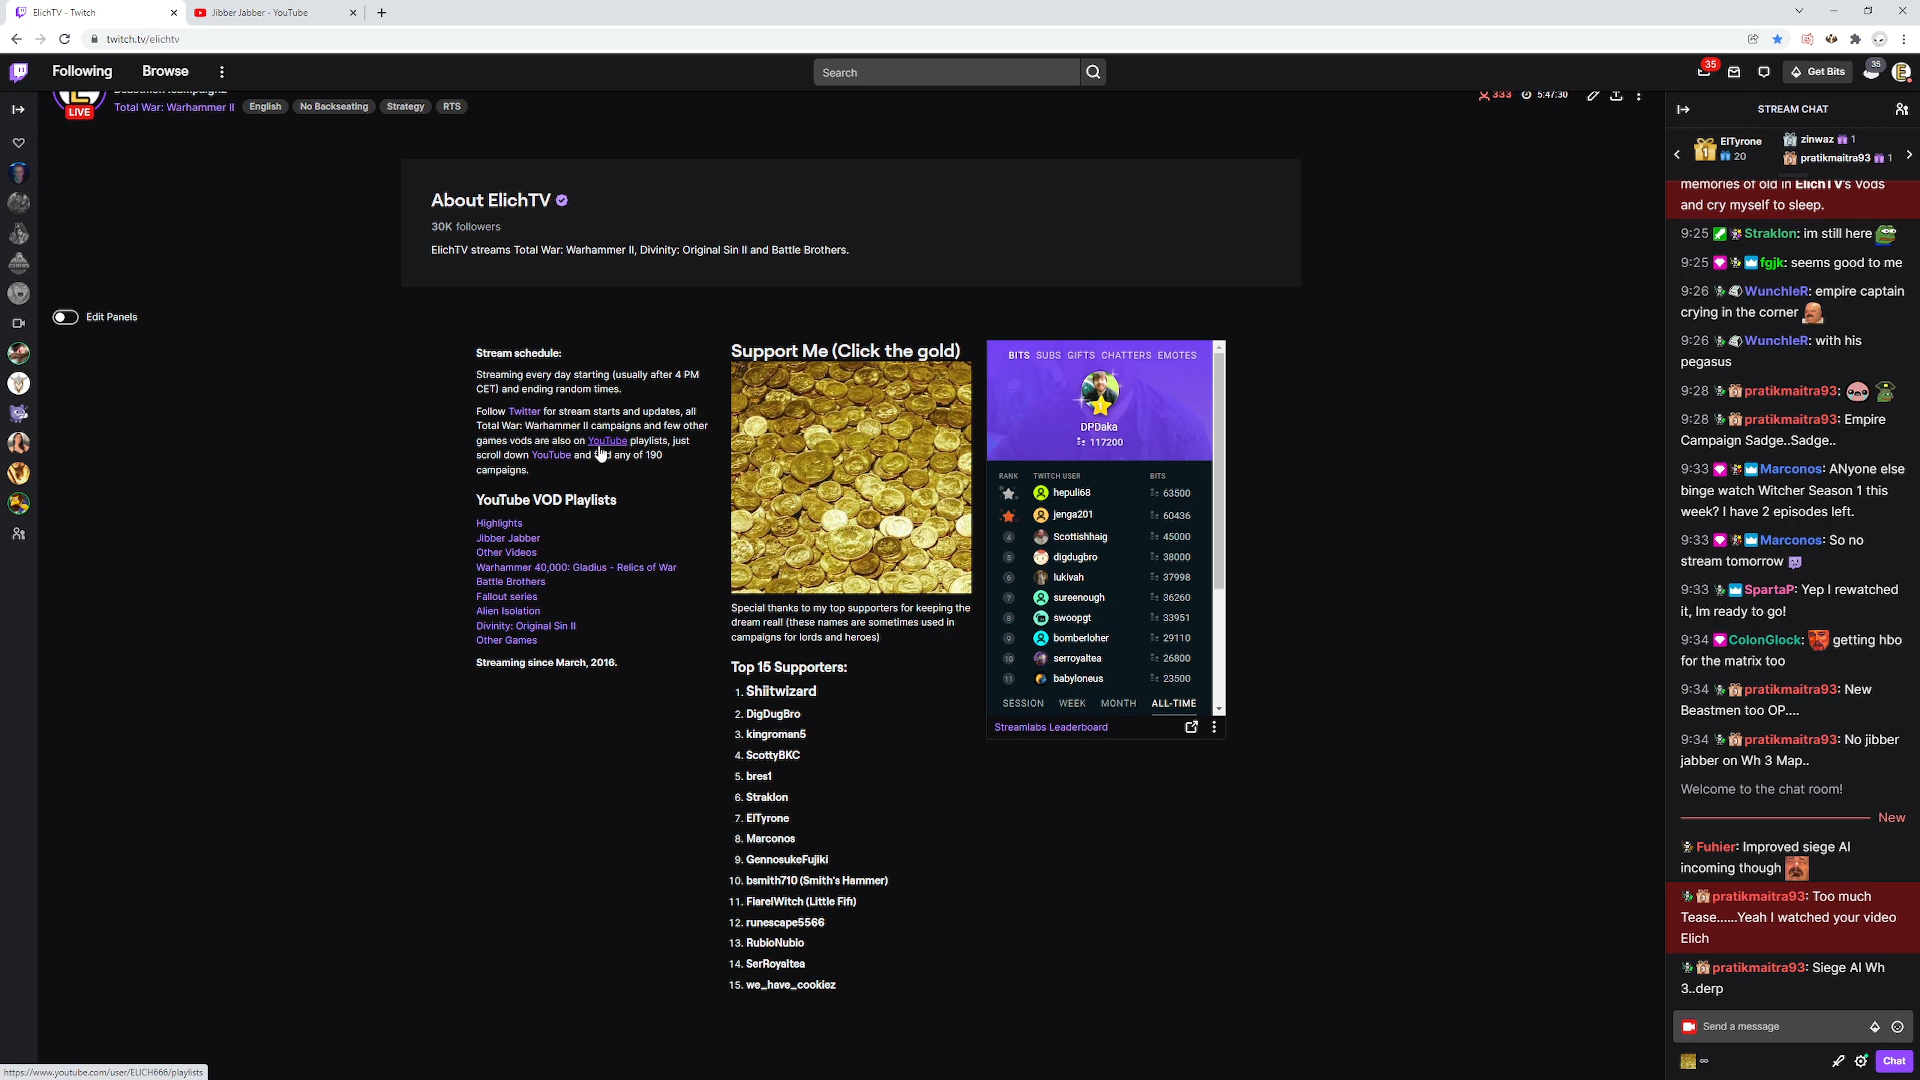 ElichTV - Twitch
Jibber Jabber - YouTube
twitch.tv/elichtv
Following
Browse
Search
35
Get Bits
35
LIVE
Total War: Warhammer II
English
No Backseating
Strategy
RTS
333
5:47:30
About ElichTV
30K followers
ElichTV streams Total War: Warhammer II, Divinity: Original Sin II and Battle Brothers.
Edit Panels
Stream schedule:
Streaming every day starting (usually after 4 PM
CET) and ending random times.
Follow Twitter for stream starts and updates, all
Total War: Warhammer II campaigns and few other
games vods are also on YouTube playlists, just
scroll down YouTube and any of 190
campaigns.
YouTube VOD Playlists
Highlights
Jibber Jabber
Other Videos
Warhammer 40,000: Gladius - Relics of War
Battle Brothers
Fallout series
Alien Isolation
Divinity: Original Sin II
Other Games
Streaming since March, 2016.
Support Me (Click the gold)
Special thanks to my top supporters for keeping the
dream real! (these names are sometimes used in
campaigns for lords and heroes)
Top 15 Supporters:
1. Shiitwizard
2. DigDugBro
3. kingroman5
4. ScottyBKC
5. bres1
6. Straklon
7. ElTyrone
8. Marconos
9. GennosukeFujiki
10. bsmith710 (Smith's Hammer)
11. FlarelWitch (Little Fifi)
12. runescape5566
13. RubioNubio
14. SerRoyaltea
15. we_have_cookiez
BITS SUBS GIFTS CHATTERS EMOTES
1
DPDaka
117200
RANK TWITCH USER BITS
hepuli68 63500
jenga201 60436
4 Scottishhaig 45000
5 digdugbro 38000
6 lukivah 37998
7 sureenough 36260
8 swoopgt 33951
9 bomberloher 29110
10 serroyaltea 26800
11 babyloneus 23500
SESSION WEEK MONTH ALL-TIME
Streamlabs Leaderboard
STREAM CHAT
1 ElTyrone
20
zinwaz 1
pratikmaitra93 1
memories of old in ElichTV's Vods
and cry myself to sleep.
9:25 Straklon: im still here
9:25 fgjk: seems good to me
9:26 WunchleR: empire captain
crying in the corner
9:26 WunchleR: with his
pegasus
9:28 pratikmaitra93:
9:28 pratikmaitra93: Empire
Campaign Sadge..Sadge..
9:33 Marconos: ANyone else
binge watch Witcher Season 1 this
week? I have 2 episodes left.
9:33 Marconos: So no
stream tomorrow
9:33 SpartaP: Yep I rewatched
it, Im ready to go!
9:34 ColonGlock: getting hbo
for the matrix too
9:34 pratikmaitra93: New
Beastmen too OP....
9:34 pratikmaitra93: No jibber
jabber on Wh 3 Map..
Welcome to the chat room!
New
Fuhier: Improved siege AI
incoming though
pratikmaitra93: Too much
Tease......Yeah I watched your video
Elich
pratikmaitra93: Siege AI Wh
3..derp
Send a message
Chat
https://www.youtube.com/user/ELICH666/playlists